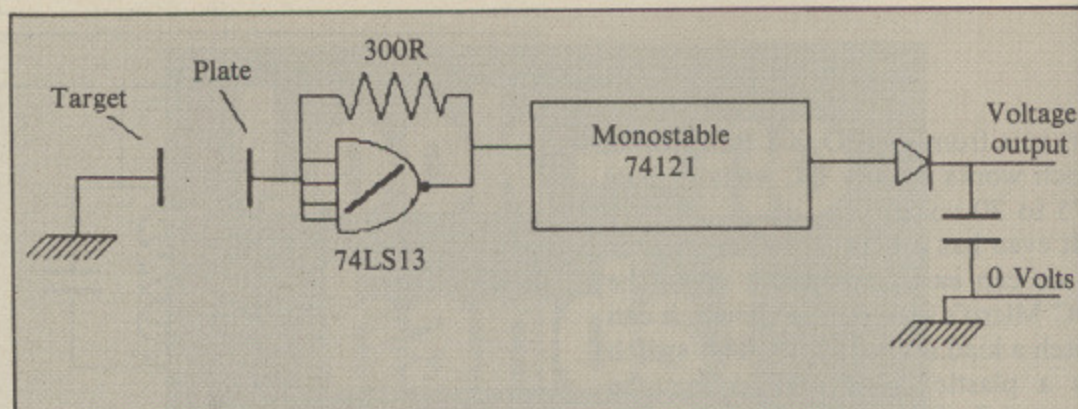 300R
Plate
Target
Monostable
74121
Voltage
output
74LS13
0 Volts